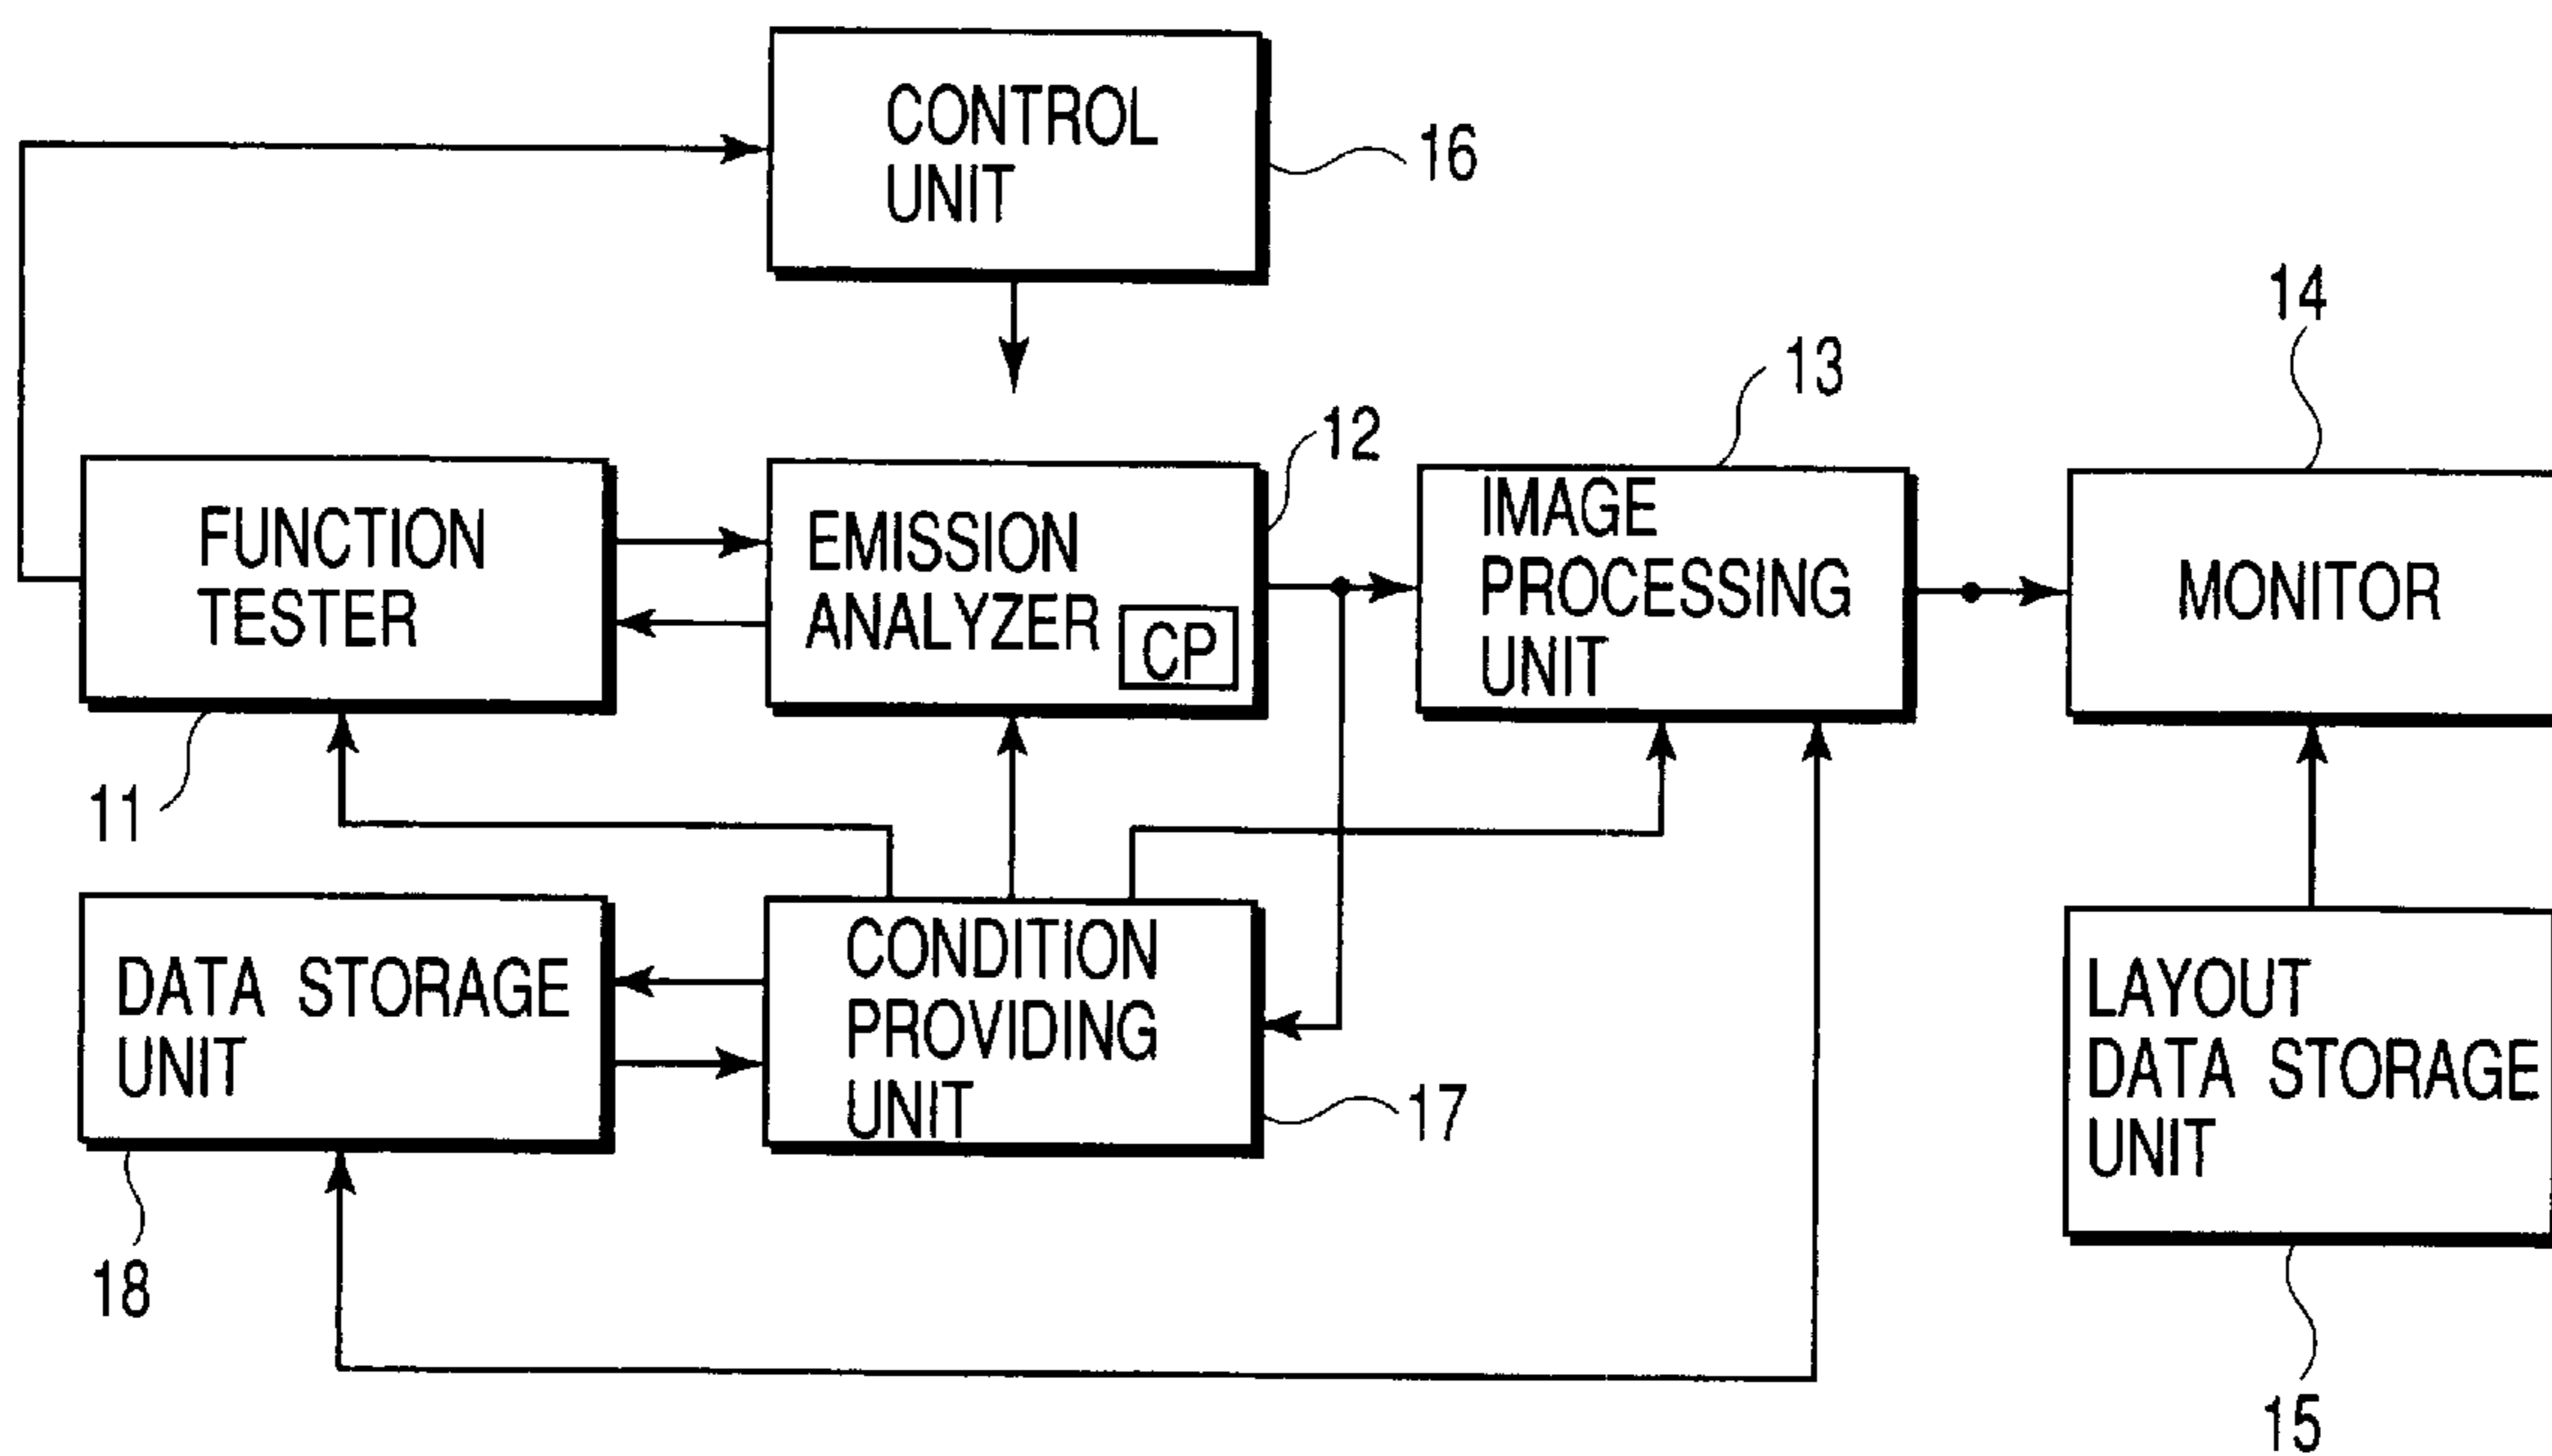 CONTROL
UNIT
16
14
13
12
FUNCTION
TESTER
EMISSION
ANALYZER
CP
IMAGE
PROCESSING
UNIT
MONITOR
11
DATA STORAGE
UNIT
CONDITION
PROVIDING
UNIT
17
LAYOUT
DATA STORAGE
UNIT
18
15